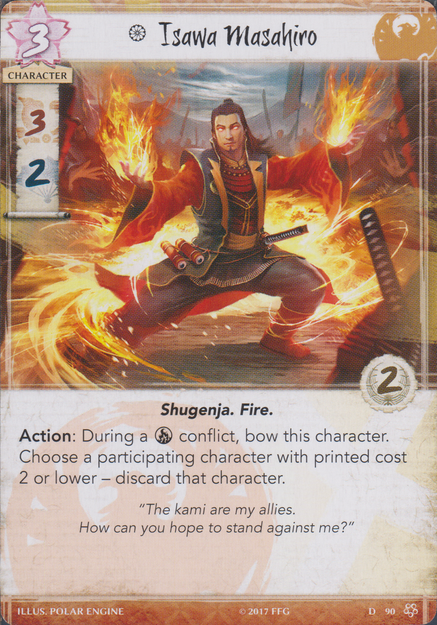 3
Isawa Masahiro
CHARACTER
3
2
2
Shugenja. Fire.
Action: During a conflict, bow this character.
Choose a participating character with printed cost
2 or lower – discard that character.
"The kami are my allies.
How can you hope to stand against me?"
ILLUS. POLAR ENGINE © 2017 FFG D 90